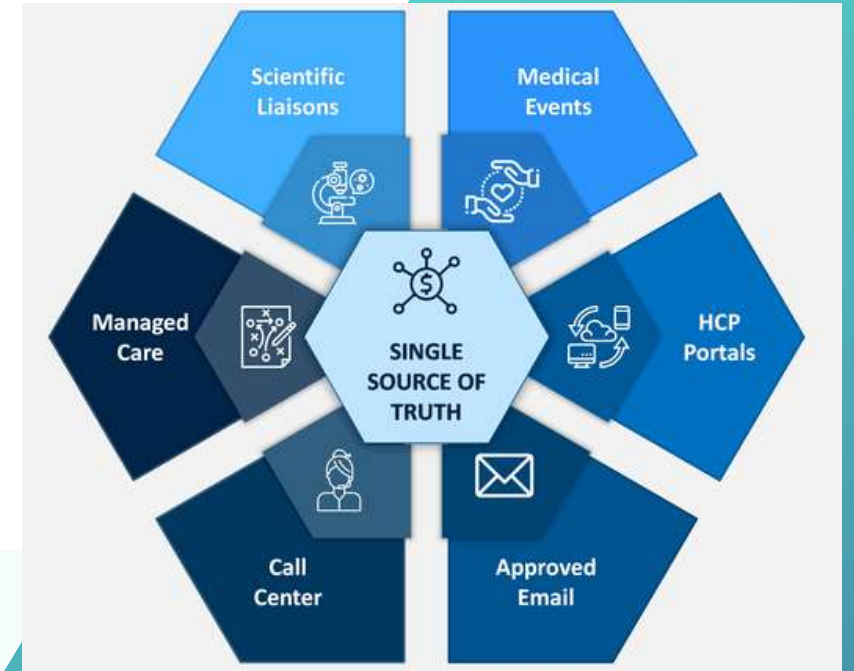 Scientific
Liaisons
Medical
Events
Managed
Care
$
SINGLE
SOURCE OF
TRUTH
HCP
Portals
Call
Center
Approved
Email